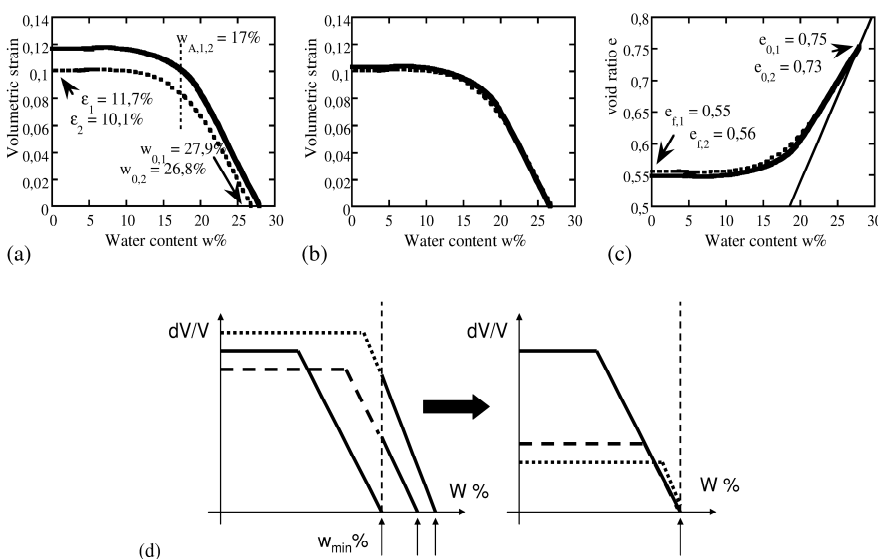 0,14
0,12
0,1
0,08
0,06
0,04
0,02
0
Volumetric strain
w_A,1,2 = 17%
ε_1 = 11,7%
ε_2 = 10,1%
w_0,1 = 27,9%
w_0,2 = 26,8%
0 5 10 15 20 25 30
Water content w%
(a)
0,14
0,12
0,1
0,08
0,06
0,04
0,02
0
Volumetric strain
0 5 10 15 20 25 30
Water content w%
(b)
0,8
0,75
0,7
0,65
0,6
0,55
0,5
void ratio e
e_0,1 = 0,75
e_0,2 = 0,73
e_f,1 = 0,55
e_f,2 = 0,56
0 5 10 15 20 25 30
Water content w%
(c)
dV/V
W %
w_min%
dV/V
W %
(d)